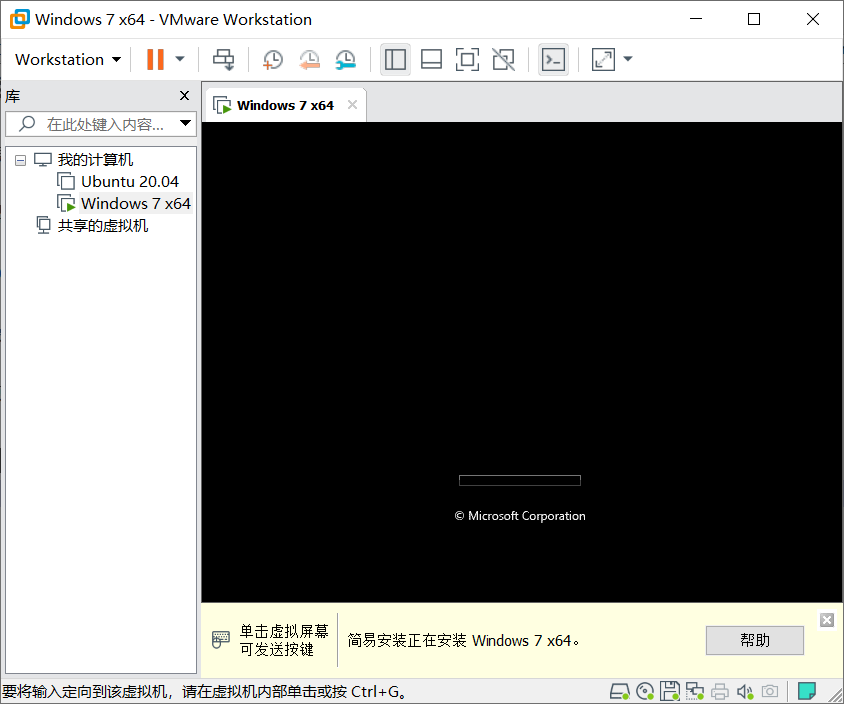 Windows 7 x64 - VMware Workstation
Workstation
库
在此处键入内容...
我的计算机
Ubuntu 20.04
Windows 7 x64
共享的虚拟机
Windows 7 x64
© Microsoft Corporation
单击虚拟屏幕
可发送按键
简易安装正在安装 Windows 7 x64。
帮助
要将输入定向到该虚拟机，请在虚拟机内部单击或按 Ctrl+G。